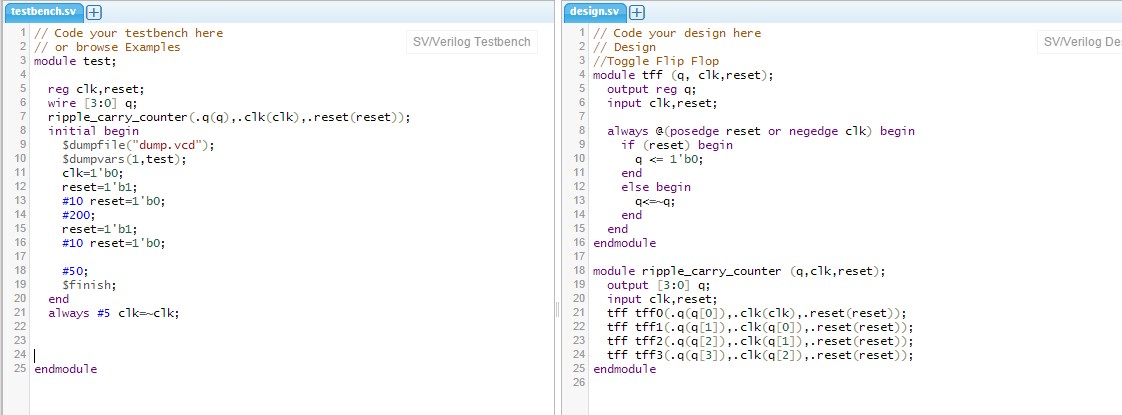 testbench.sv +
SV/Verilog Testbench
1 // Code your testbench here
2 // or browse Examples
3 module test;
4
5   reg clk,reset;
6   wire [3:0] q;
7   ripple_carry_counter(.q(q),.clk(clk),.reset(reset));
8   initial begin
9     $dumpfile("dump.vcd");
10     $dumpvars(1,test);
11     clk=1'b0;
12     reset=1'b1;
13     #10 reset=1'b0;
14     #200;
15     reset=1'b1;
16     #10 reset=1'b0;
17
18     #50;
19     $finish;
20   end
21   always #5 clk=~clk;
22
23
24
25 endmodule
design.sv +
SV/Verilog De
1 // Code your design here
2 // Design
3 //Toggle Flip Flop
4 module tff (q, clk,reset);
5   output reg q;
6   input clk,reset;
7
8   always @(posedge reset or negedge clk) begin
9     if (reset) begin
10       q <= 1'b0;
11     end
12     else begin
13       q<=~q;
14     end
15   end
16 endmodule
17
18 module ripple_carry_counter (q,clk,reset);
19   output [3:0] q;
20   input clk,reset;
21   tff tff0(.q(q[0]),.clk(clk),.reset(reset));
22   tff tff1(.q(q[1]),.clk(q[0]),.reset(reset));
23   tff tff2(.q(q[2]),.clk(q[1]),.reset(reset));
24   tff tff3(.q(q[3]),.clk(q[2]),.reset(reset));
25 endmodule
26